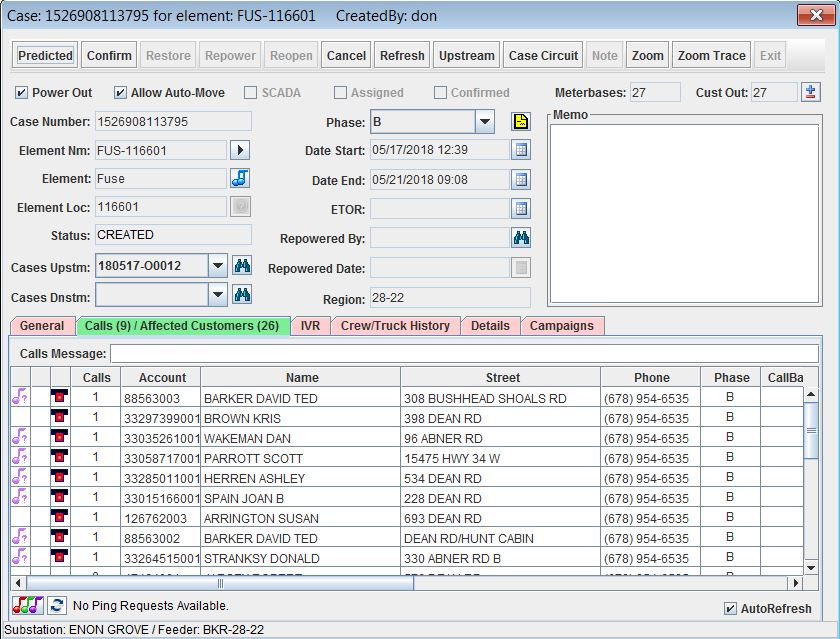 Case: 1526908113795 for element: FUS-116601 CreatedBy: don
Predicted Confirm Restore Repower Reopen Cancel Refresh Upstream Case Circuit Note Zoom Zoom Trace Exit
Power Out Allow Auto-Move SCADA Assigned Confirmed Meterbases: 27 Cust Out: 27
Case Number: 1526908113795 Phase: B Memo
Element Nm: FUS-116601 Date Start: 05/17/2018 12:39
Element: Fuse Date End: 05/21/2018 09:08
Element Loc: 116601 ETOR:
Status: CREATED Repowered By:
Cases Upstm: 180517-O0012 Repowered Date:
Cases Dnstm: Region: 28-22
General Calls (9) / Affected Customers (26) IVR Crew/Truck History Details Campaigns
Calls Message:
Calls Account Name Street Phone Phase CallBa
1 88563003 BARKER DAVID TED 308 BUSHHEAD SHOALS RD (678) 954-6535 B
1 33297399001 BROWN KRIS 398 DEAN RD (678) 954-6535 B
1 33035261001 WAKEMAN DAN 96 ABNER RD (678) 954-6535 B
1 33058717001 PARROTT SCOTT 15475 HWY 34 W (678) 954-6535 B
1 33285011001 HERREN ASHLEY 534 DEAN RD (678) 954-6535 B
1 33015166001 SPAIN JOAN B 228 DEAN RD (678) 954-6535 B
1 126762003 ARRINGTON SUSAN 693 DEAN RD (678) 954-6535 B
1 88563002 BARKER DAVID TED DEAN RD/HUNT CABIN (678) 954-6535 B
1 33264515001 STRANKSY DONALD 330 ABNER RD B (678) 954-6535 B
No Ping Requests Available. AutoRefresh
Substation: ENON GROVE / Feeder: BKR-28-22